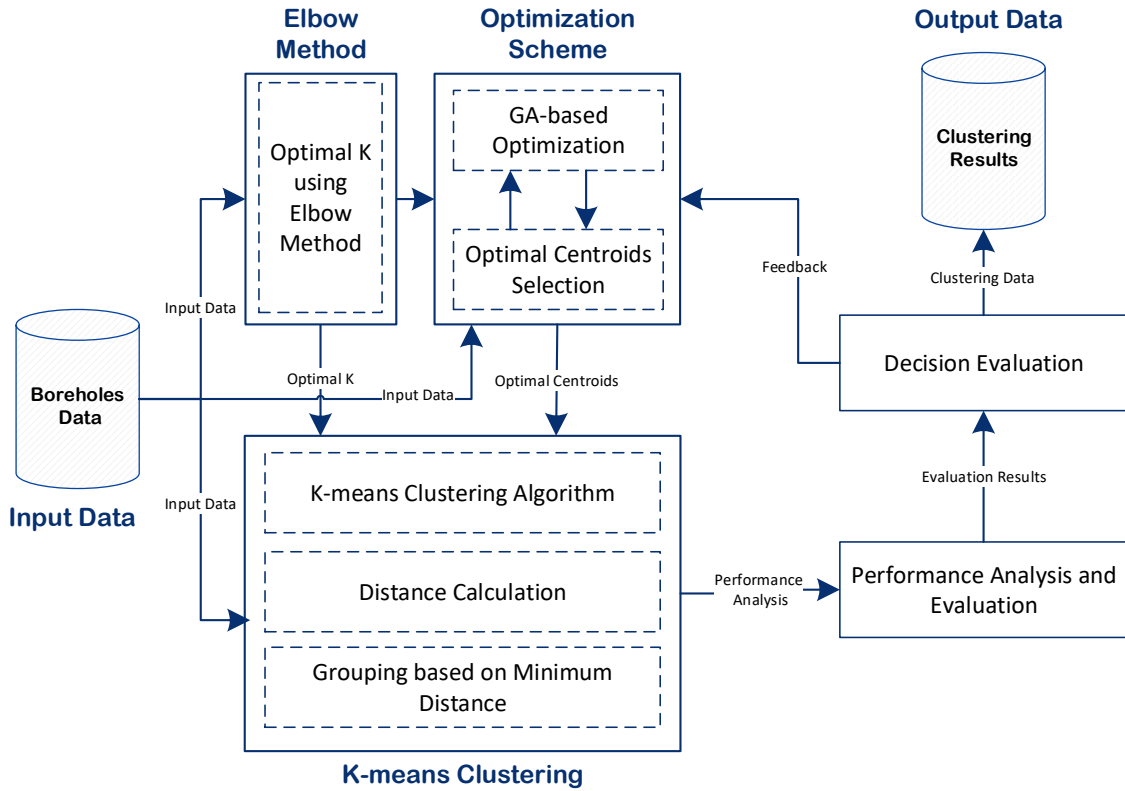 Elbow
Method
Optimization
Scheme
Output Data
Optimal K
using
Elbow
Method
GA-based
Optimization
Optimal Centroids
Selection
Clustering
Results
Feedback
Clustering Data
Input Data
Boreholes
Data
Input Data
Optimal K
Input Data
Optimal Centroids
Decision Evaluation
Input Data
K-means Clustering Algorithm
Distance Calculation
Grouping based on Minimum
Distance
K-means Clustering
Performance
Analysis
Evaluation Results
Performance Analysis and
Evaluation